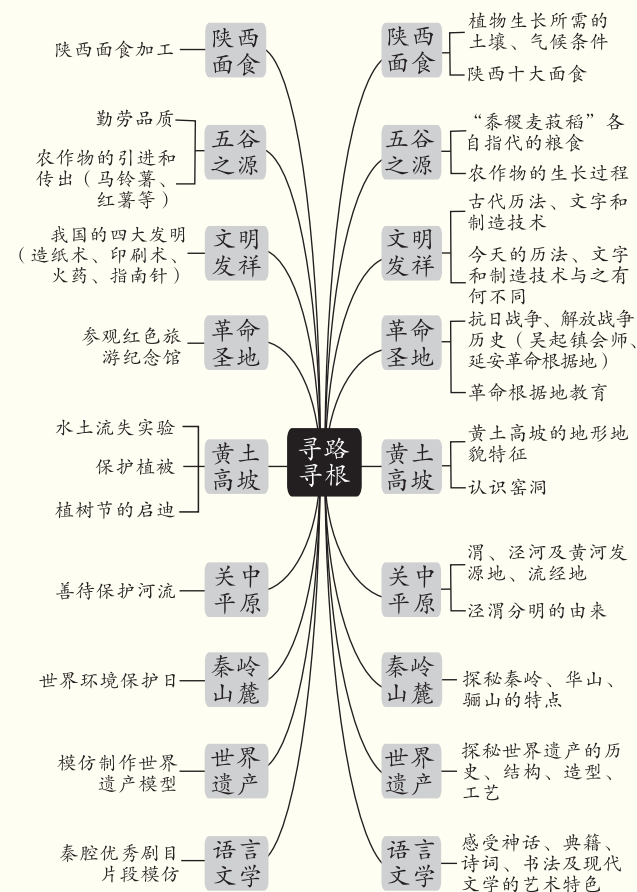 陕西面食加工
陕西
面食
陕西
面食
植物生长所需的
土壤、气候条件
陕西十大面食
勤劳品质
农作物的引进和
传出（马铃薯、
红薯等）
五谷
之源
五谷
之源
“黍稷麦菽稻”各
自指代的粮食
农作物的生长过程
我国的四大发明
（造纸术、印刷术、
火药、指南针）
文明
发祥
文明
发祥
古代历法、文字和
制造技术
今天的历法、文字
和制造技术与之有
何不同
参观红色旅
游纪念馆
革命
圣地
革命
圣地
抗日战争、解放战争
历史（吴起镇会师、
延安革命根据地）
革命根据地教育
水土流失实验
保护植被
植树节的启迪
黄土
高坡
寻路
寻根
黄土
高坡
黄土高坡的地形地
貌特征
认识窑洞
善待保护河流
关中
平原
关中
平原
渭、泾河及黄河发
源地、流经地
泾渭分明的由来
世界环境保护日
秦岭
山麓
秦岭
山麓
探秘秦岭、华山、
骊山的特点
模仿制作世界
遗产模型
世界
遗产
世界
遗产
探秘世界遗产的历
史、结构、造型、
工艺
秦腔优秀剧目
片段模仿
语言
文学
语言
文学
感受神话、典籍、
诗词、书法及现代
文学的艺术特色